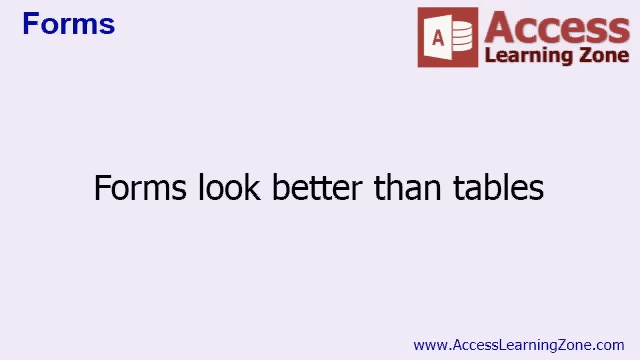 Forms
A
Access
Learning Zone
Forms look better than tables
www.AccessLearningZone.com